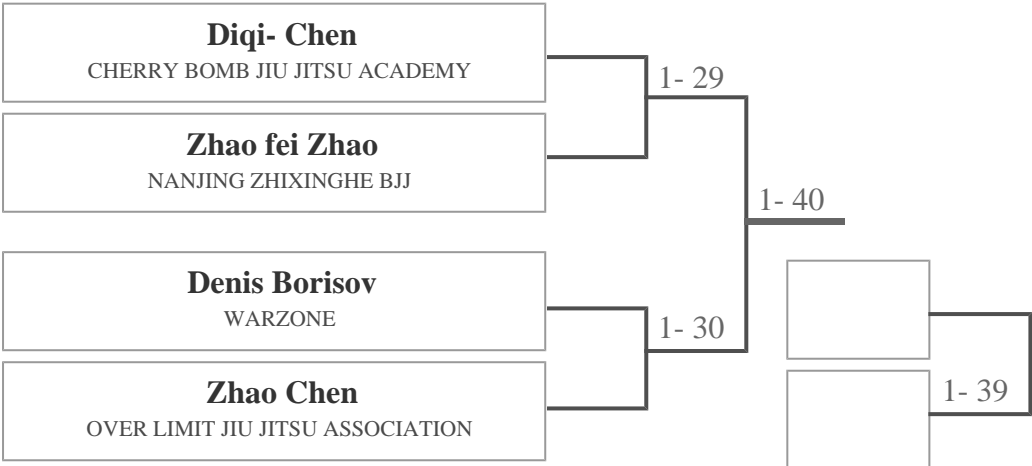 Diqi- Chen
CHERRY BOMB JIU JITSU ACADEMY
1- 29
Zhao fei Zhao
NANJING ZHIXINGHE BJJ
1- 40
Denis Borisov
WARZONE
1- 30
Zhao Chen
OVER LIMIT JIU JITSU ASSOCIATION
1- 39